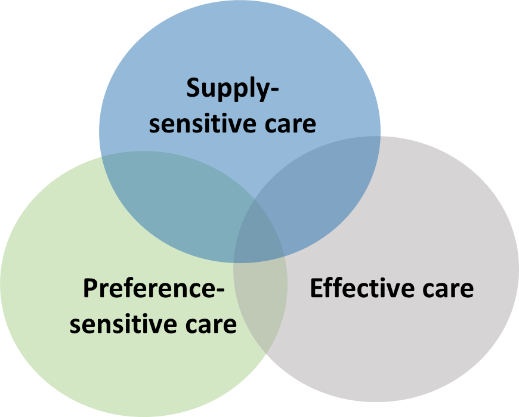 Supply-
sensitive care
Preference-
sensitive care
Effective care